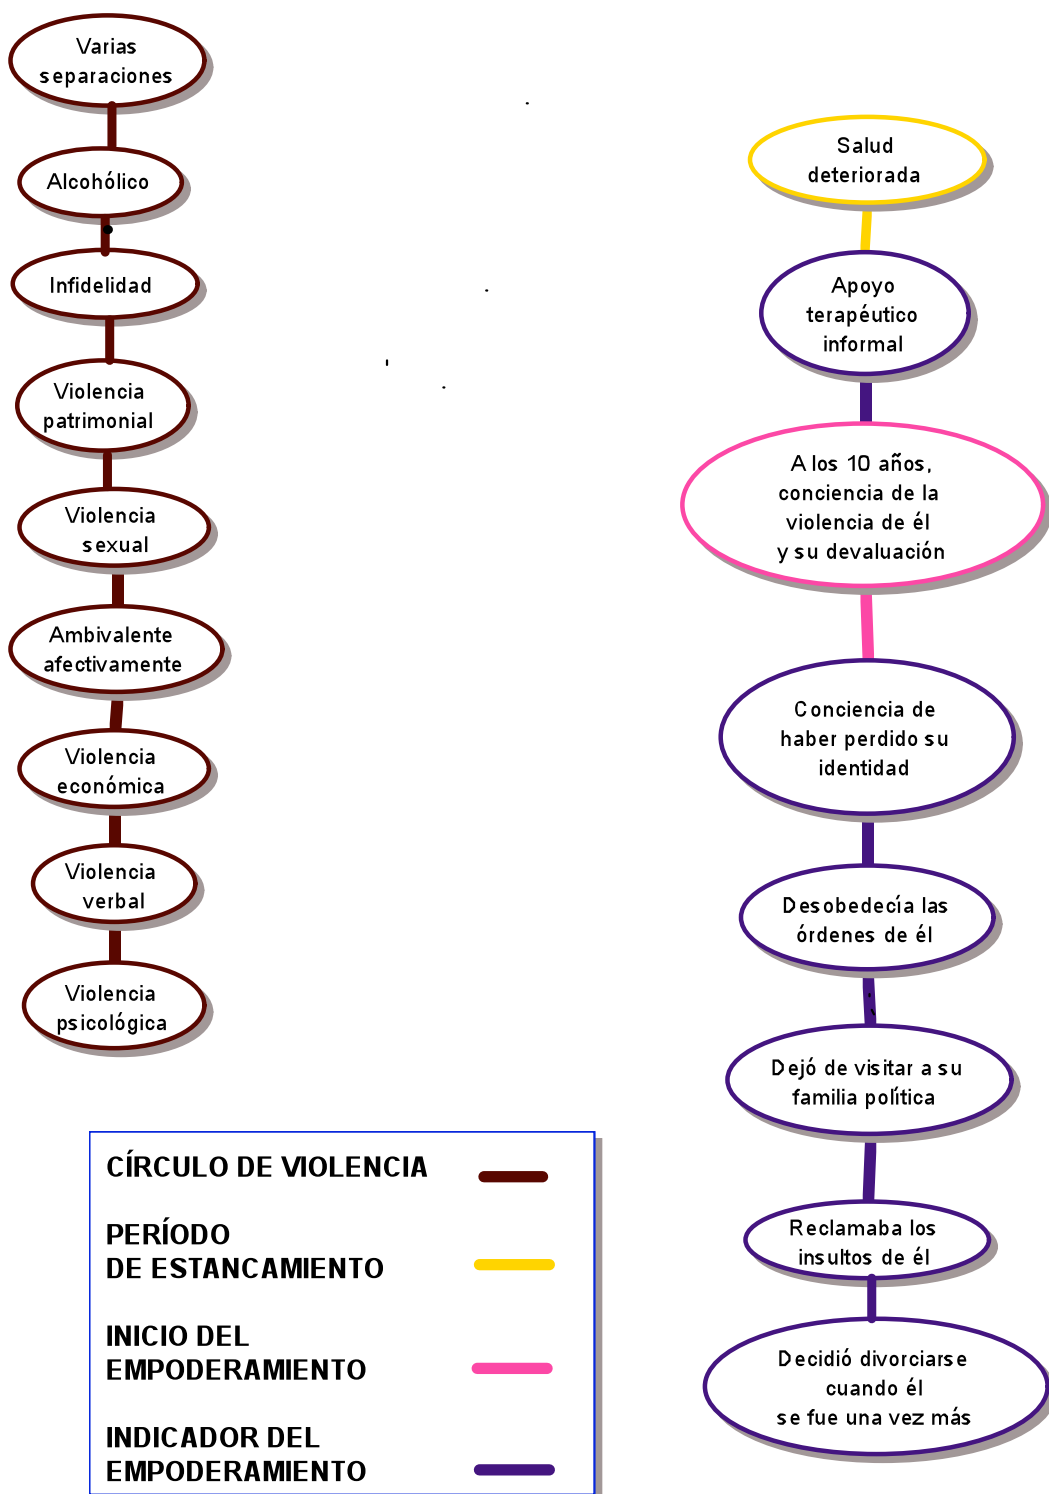 Varias
separaciones
Alcohólico
Infidelidad
Violencia
patrimonial
Violencia
sexual
Ambivalente
afectivamente
Violencia
económica
Violencia
verbal
Violencia
psicológica
Salud
deteriorada
Apoyo
terapéutico
informal
A los 10 años,
conciencia de la
violencia de él
y su devaluación
Conciencia de
haber perdido su
identidad
Desobedecía las
órdenes de él
Dejó de visitar a su
familia política
Reclamaba los
insultos de él
Decidió divorciarse
cuando él
se fue una vez más
CÍRCULO DE VIOLENCIA
PERÍODO
DE ESTANCAMIENTO
INICIO DEL
EMPODERAMIENTO
INDICADOR DEL
EMPODERAMIENTO